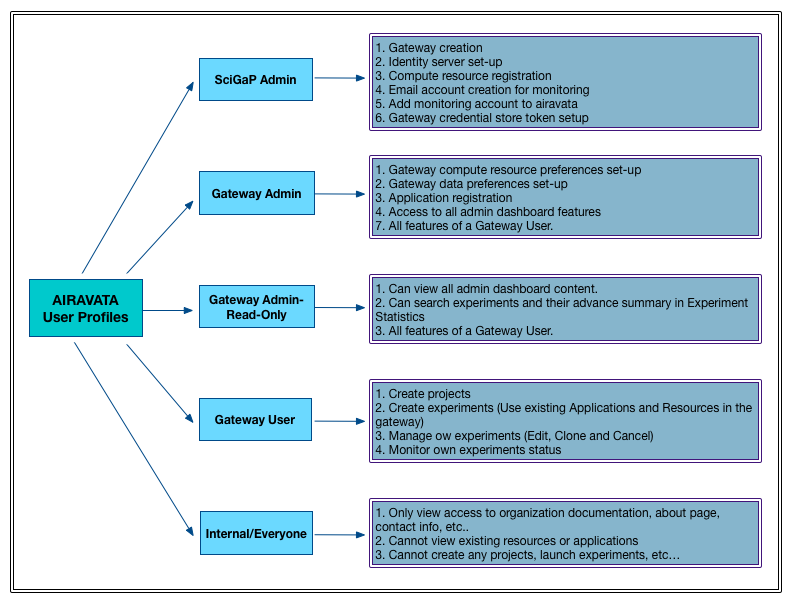 SciGaP Admin
1. Gateway creation
2. Identity server set-up
3. Compute resource registration
4. Email account creation for monitoring
5. Add monitoring account to airavata
6. Gateway credential store token setup
Gateway Admin
1. Gateway compute resource preferences set-up
2. Gateway data preferences set-up
3. Application registration
4. Access to all admin dashboard features
7. All features of a Gateway User.
AIRAVATA
User Profiles
Gateway Admin-
Read-Only
1. Can view all admin dashboard content.
2. Can search experiments and their advance summary in Experiment
Statistics
3. All features of a Gateway User.
Gateway User
1. Create projects
2. Create experiments (Use existing Applications and Resources in the
gateway)
3. Manage ow experiments (Edit, Clone and Cancel)
4. Monitor own experiments status
Internal/Everyone
1. Only view access to organization documentation, about page,
contact info, etc..
2. Cannot view existing resources or applications
3. Cannot create any projects, launch experiments, etc…